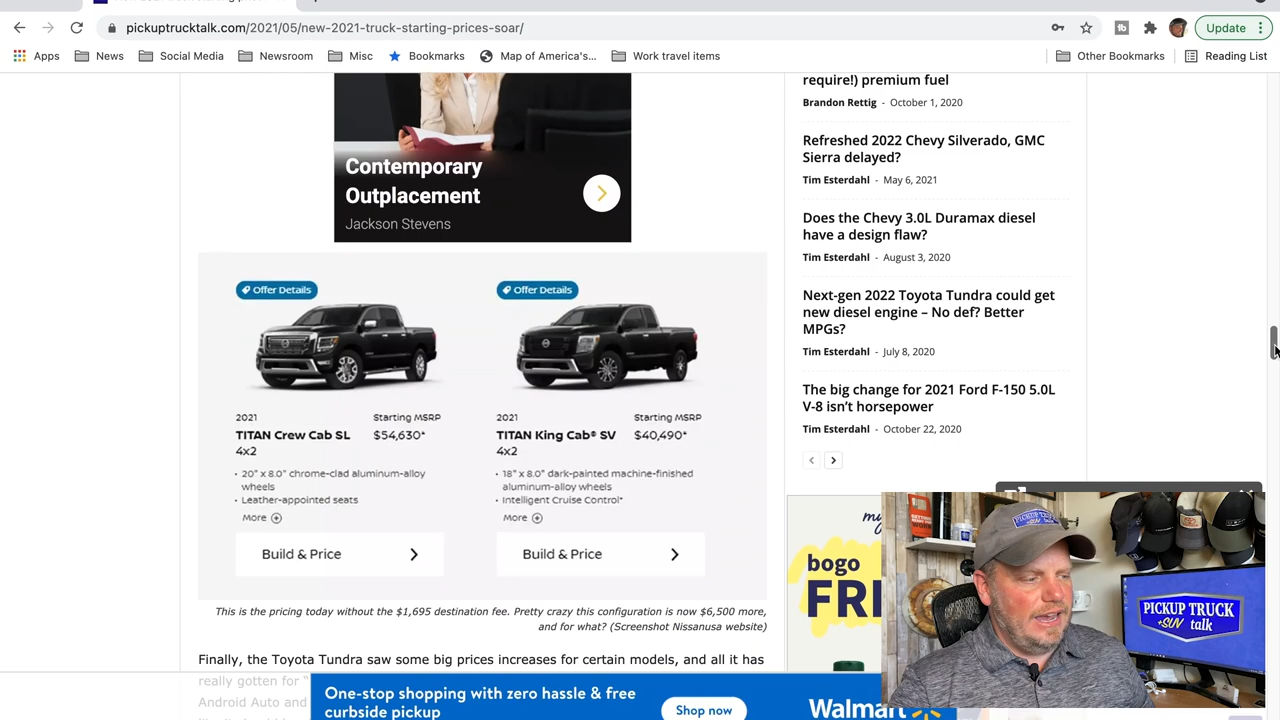 pickuptrucktalk.com/2021/05/new-2021-truck-starting-prices-soar/
Update
Apps
News
Social Media
Newsroom
Misc
Bookmarks
Map of America's...
Work travel items
Other Bookmarks
Reading List
Contemporary
Outplacement
Jackson Stevens
Offer Details
2021
Starting MSRP
TITAN Crew Cab SL
$54,630*
4x2
• 20" x 8.0" chrome-clad aluminum-alloy
wheels
• Leather-appointed seats
More
Build & Price
Offer Details
2021
Starting MSRP
TITAN King Cab® SV
$40,490*
4x2
• 18" x 8.0" dark-painted machine-finished
aluminum-alloy wheels
• Intelligent Cruise Control*
More
Build & Price
This is the pricing today without the $1,695 destination fee. Pretty crazy this configuration is now $6,500 more,
and for what? (Screenshot Nissanusa website)
Finally, the Toyota Tundra saw some big prices increases for certain models, and all it has
really gotten for "
Android Auto and
require!) premium fuel
Brandon Rettig - October 1, 2020
Refreshed 2022 Chevy Silverado, GMC
Sierra delayed?
Tim Esterdahl - May 6, 2021
Does the Chevy 3.0L Duramax diesel
have a design flaw?
Tim Esterdahl - August 3, 2020
Next-gen 2022 Toyota Tundra could get
new diesel engine – No def? Better
MPGs?
Tim Esterdahl - July 8, 2020
The big change for 2021 Ford F-150 5.0L
V-8 isn't horsepower
Tim Esterdahl - October 22, 2020
my
bogo
FRE
PICKUP TRUCK
+SUV talk
One-stop shopping with zero hassle & free
curbside pickup
Shop now
Walmart